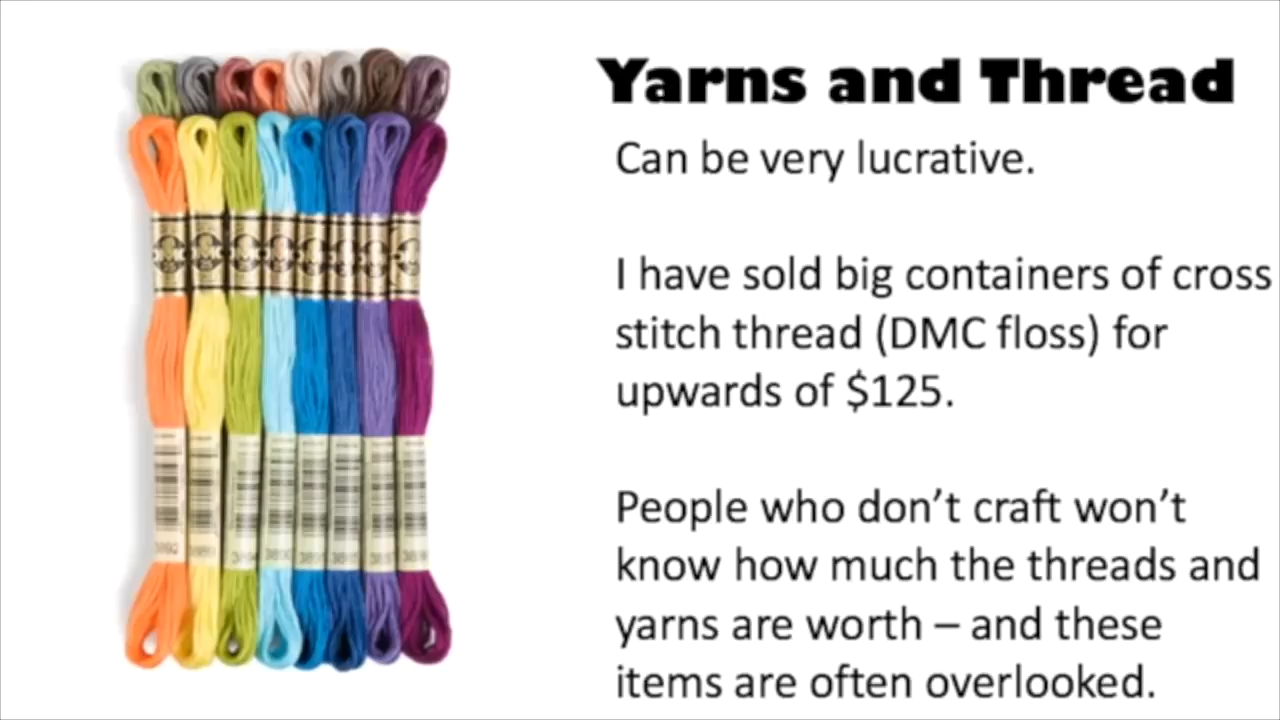 Yarns and Thread
Can be very lucrative.
I have sold big containers of cross
stitch thread (DMC floss) for
upwards of $125.
People who don’t craft won’t
know how much the threads and
yarns are worth – and these
items are often overlooked.